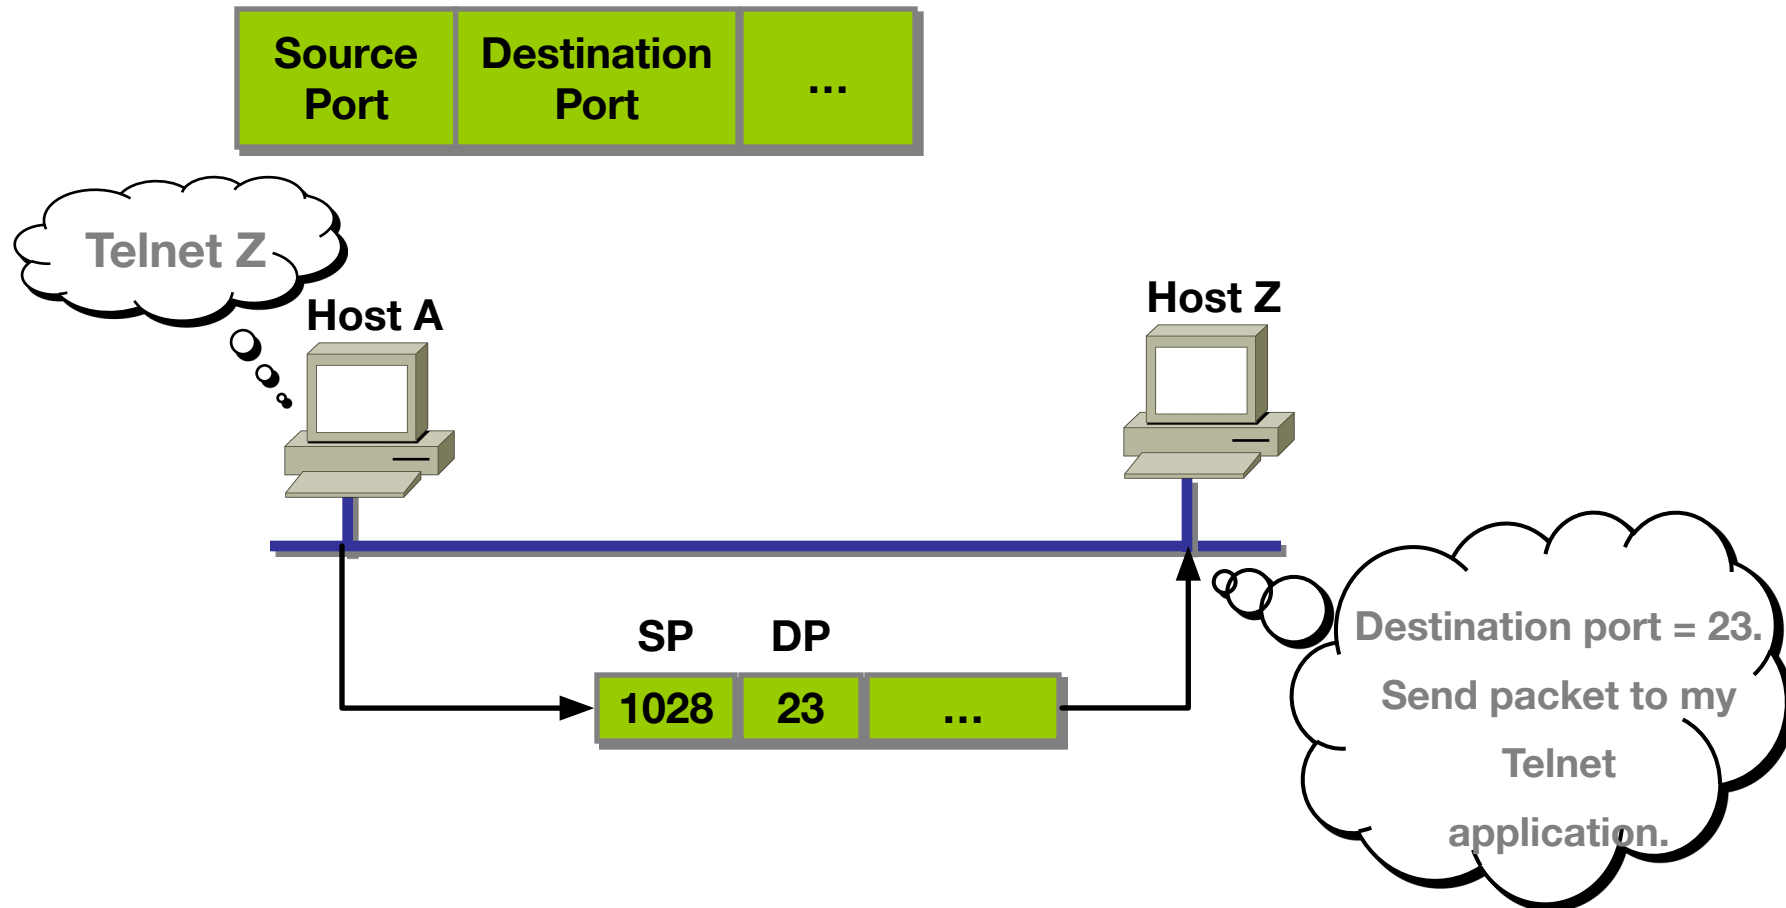 Source
Port
Destination
Port
...
Telnet Z
Host A
Host Z
SP
DP
1028
23
...
Destination port = 23.
Send packet to my
Telnet
application.